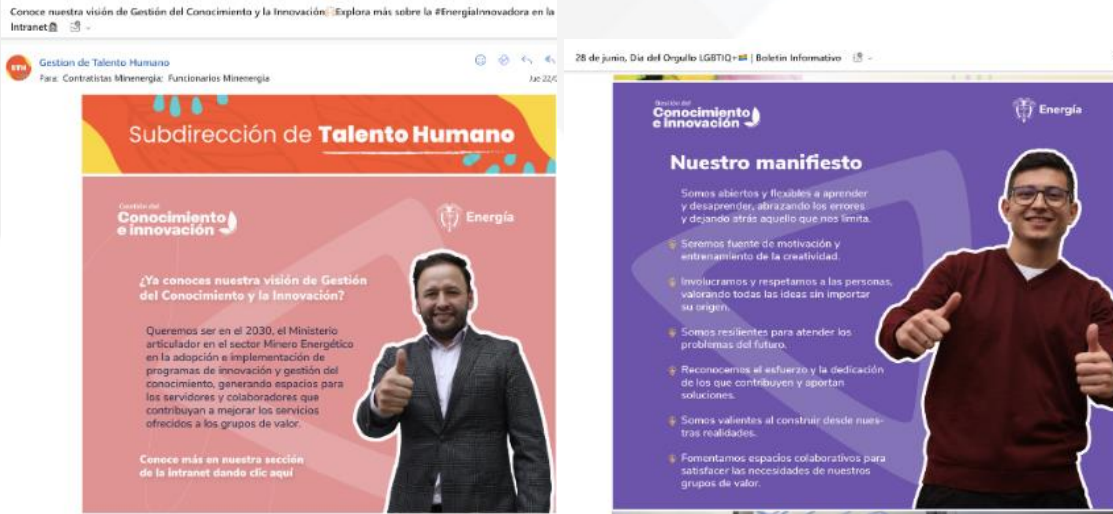 Conoce nuestra visión de Gestión del Conocimiento y la Innovación Explora más sobre la #EnergíaInnovadora en la
Intranet
GTH
Gestion de Talento Humano
Para: Contratistas Minenergia; Funcionarios Minenergia
Jue 22/
Subdirección de Talento Humano
Gestión del
Conocimiento
e innovación
Energía
¿Ya conoces nuestra visión de Gestión
del Conocimiento y la Innovación?
Queremos ser en el 2030, el Ministerio
articulador en el sector Minero Energético
en la adopción e implementación de
programas de innovación y gestión del
conocimiento, generando espacios para
los servidores y colaboradores que
contribuyan a mejorar los servicios
ofrecidos a los grupos de valor.
Conoce más en nuestra sección
de la intranet dando clic aquí
28 de junio, Día del Orgullo LGBTIQ+ | Boletín Informativo
Gestión del
Conocimiento
e innovación
Energía
Nuestro manifiesto
Somos abiertos y flexibles a aprender
y desaprender, abrazando los errores
y dejando atrás aquello que nos limita.
Seremos fuente de motivación y
entrenamiento de la creatividad.
Involucramos y respetamos a las personas,
valorando todas las ideas sin importar
su origen.
Somos resilientes para atender los
problemas del futuro.
Reconocemos el esfuerzo y la dedicación
de los que contribuyen y aportan
soluciones.
Somos valientes al construir desde nues-
tras realidades.
Fomentamos espacios colaborativos para
satisfacer las necesidades de nuestros
grupos de valor.